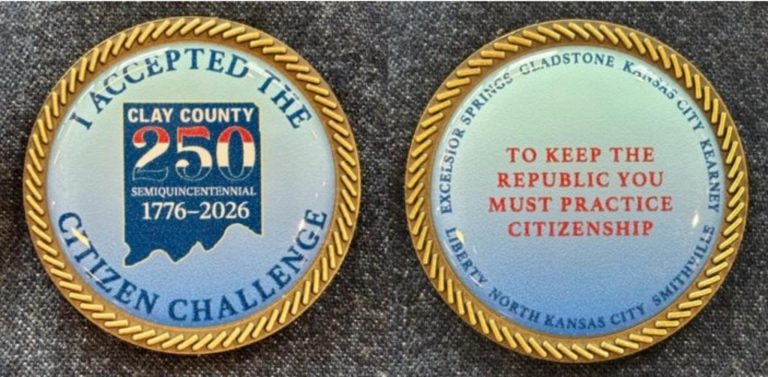 I ACCEPTED THE
CLAY COUNTY
250
SEMIQUINCENTENNIAL
1776–2026
CITIZEN CHALLENGE
EXCELSIOR SPRINGS GLADSTONE KANSAS CITY KEARNEY
TO KEEP THE
REPUBLIC YOU
MUST PRACTICE
CITIZENSHIP
LIBERTY NORTH KANSAS CITY SMITHVILLE